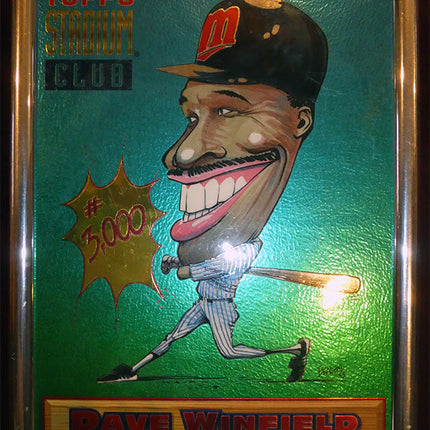 TOPPS
STADIUM
CLUB
m
# 3,000
DAVE WINFIELD